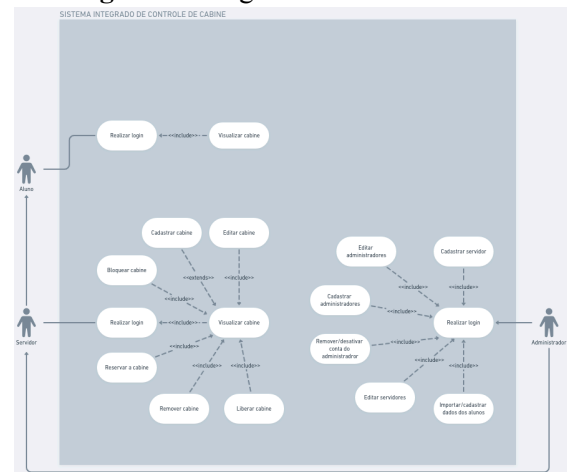 SISTEMA INTEGRADO DE CONTROLE DE CABINE
Realizar login
<<include>>
Visualizar cabine
Aluno
Cadastrar cabine
Editar cabine
Bloquear cabine
<<extends>>
<<include>>
<<include>>
Realizar login
<<include>>
Visualizar cabine
Servidor
<<include>>
Reservar a cabine
<<include>>
<<include>>
Remover cabine
Liberar cabine
Editar
administradores
Cadastrar servidor
<<include>>
<<include>>
Cadastrar
administradores
<<include>>
Realizar login
Administrador
Remover/desativar
conta do
administrador
<<include>>
<<include>>
<<include>>
Editar servidores
Importar/cadastrar
dados dos alunos